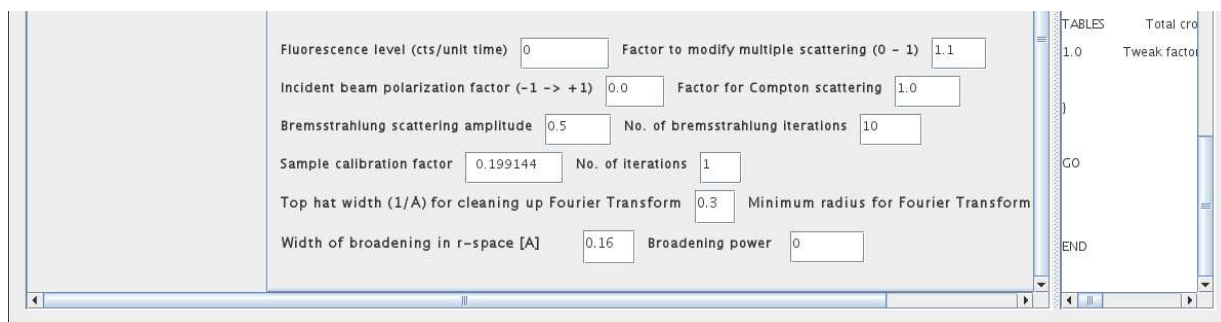 TABLES Total cro
Fluorescence level (cts/unit time) 0 Factor to modify multiple scattering (0 - 1) 1.1
1.0 Tweak facto
Incident beam polarization factor (-1 -> +1) 0.0 Factor for Compton scattering 1.0
}
Bremsstrahlung scattering amplitude 0.5 No. of bremsstrahlung iterations 10
Sample calibration factor 0.199144 No. of iterations 1
GO
Top hat width (1/Å) for cleaning up Fourier Transform 0.3 Minimum radius for Fourier Transform
Width of broadening in r-space [A] 0.16 Broadening power 0
END